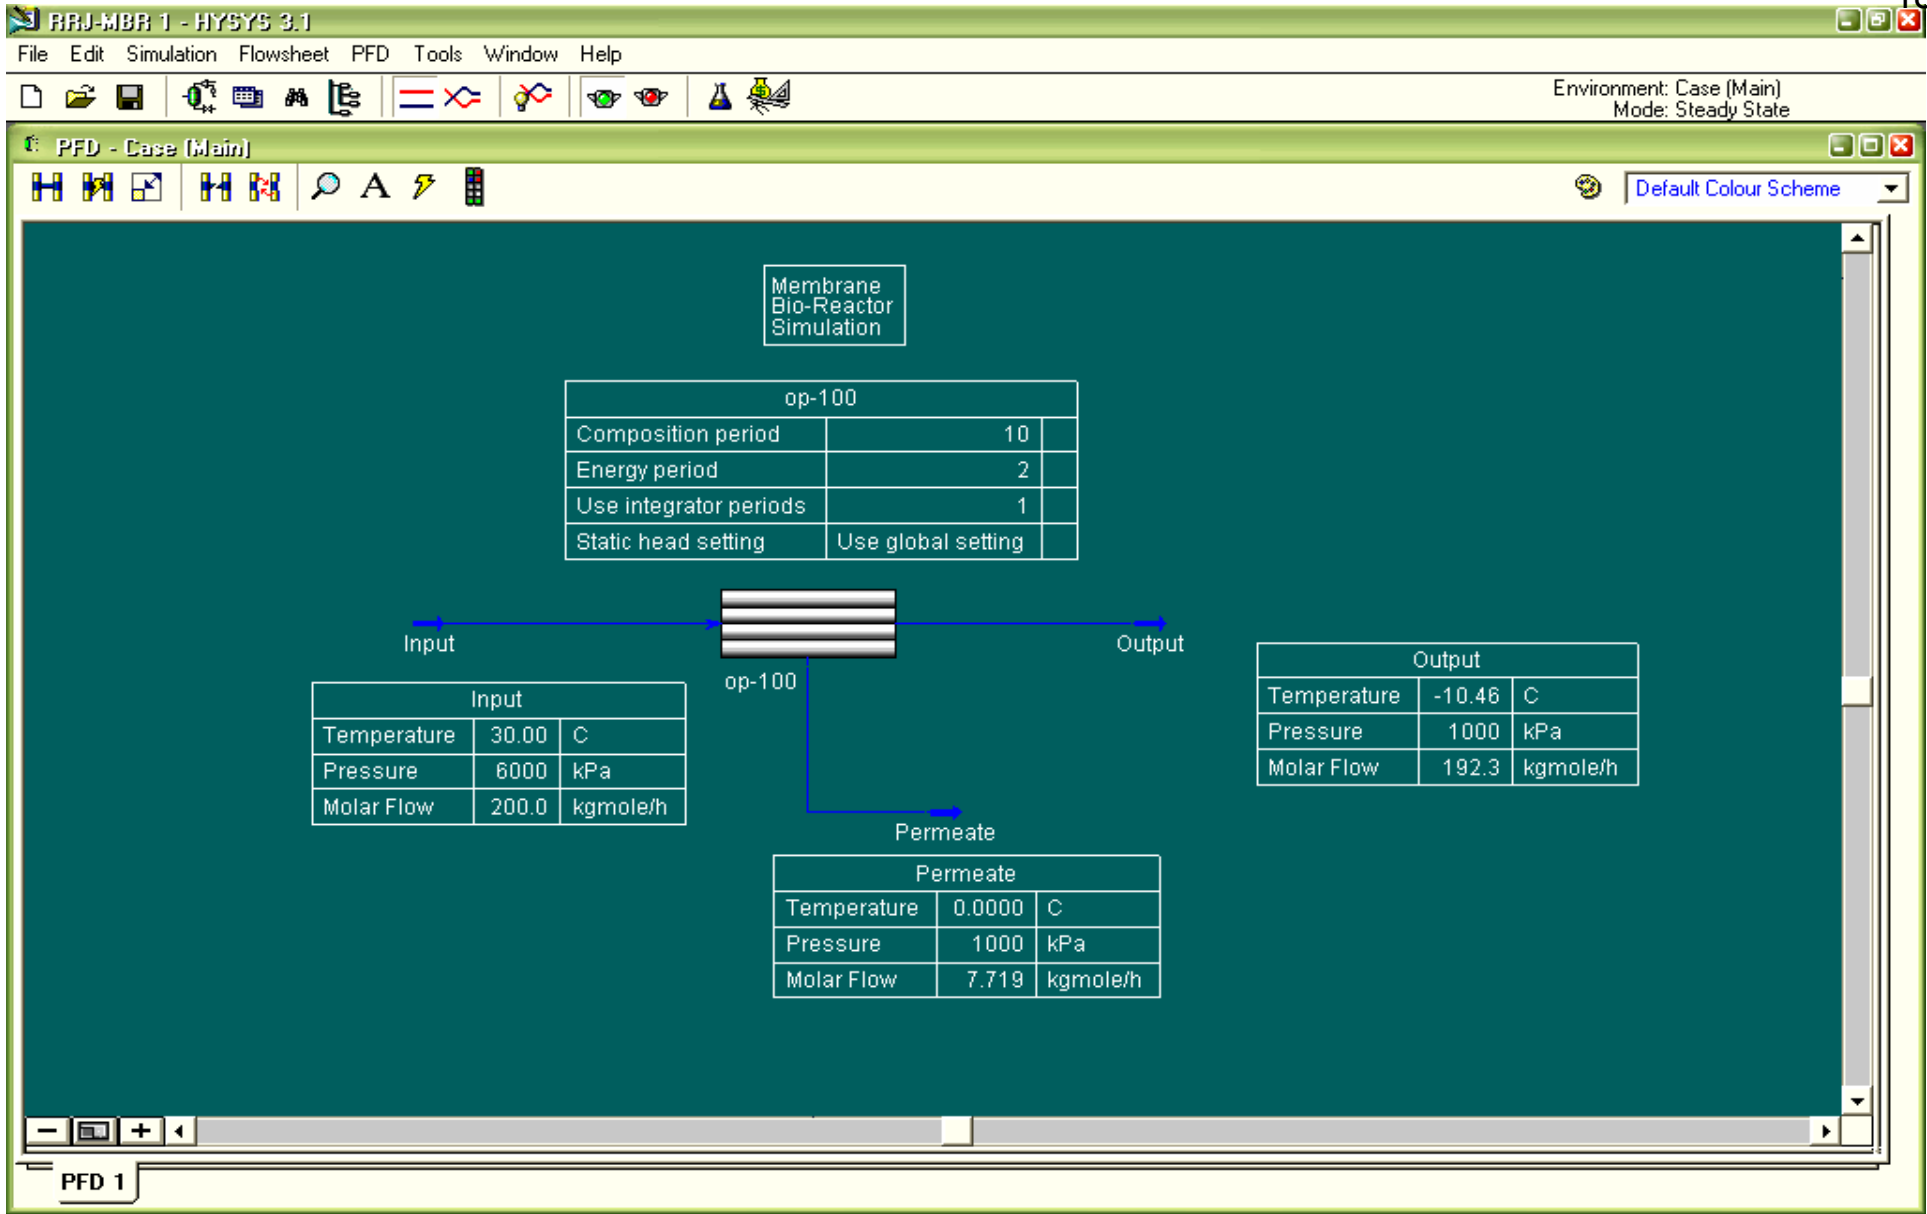 RRJ-MBR 1 - HYSYS 3.1
File Edit Simulation Flowsheet PFD Tools Window Help
Environment: Case (Main)
Mode: Steady State
PFD - Case (Main)
A
Default Colour Scheme
Membrane
Bio-Reactor
Simulation
op-100
Composition period 10
Energy period 2
Use integrator periods 1
Static head setting Use global setting
Input
Output
op-100
Input
Temperature 30.00 C
Pressure 6000 kPa
Molar Flow 200.0 kgmole/h
Output
Temperature -10.46 C
Pressure 1000 kPa
Molar Flow 192.3 kgmole/h
Permeate
Permeate
Temperature 0.0000 C
Pressure 1000 kPa
Molar Flow 7.719 kgmole/h
PFD 1